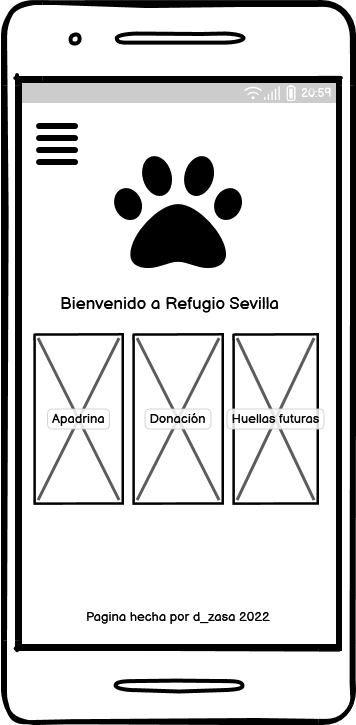 20:59
Bienvenido a Refugio Sevilla
Apadrina
Donación
Huellas futuras
Pagina hecha por d_zasa 2022